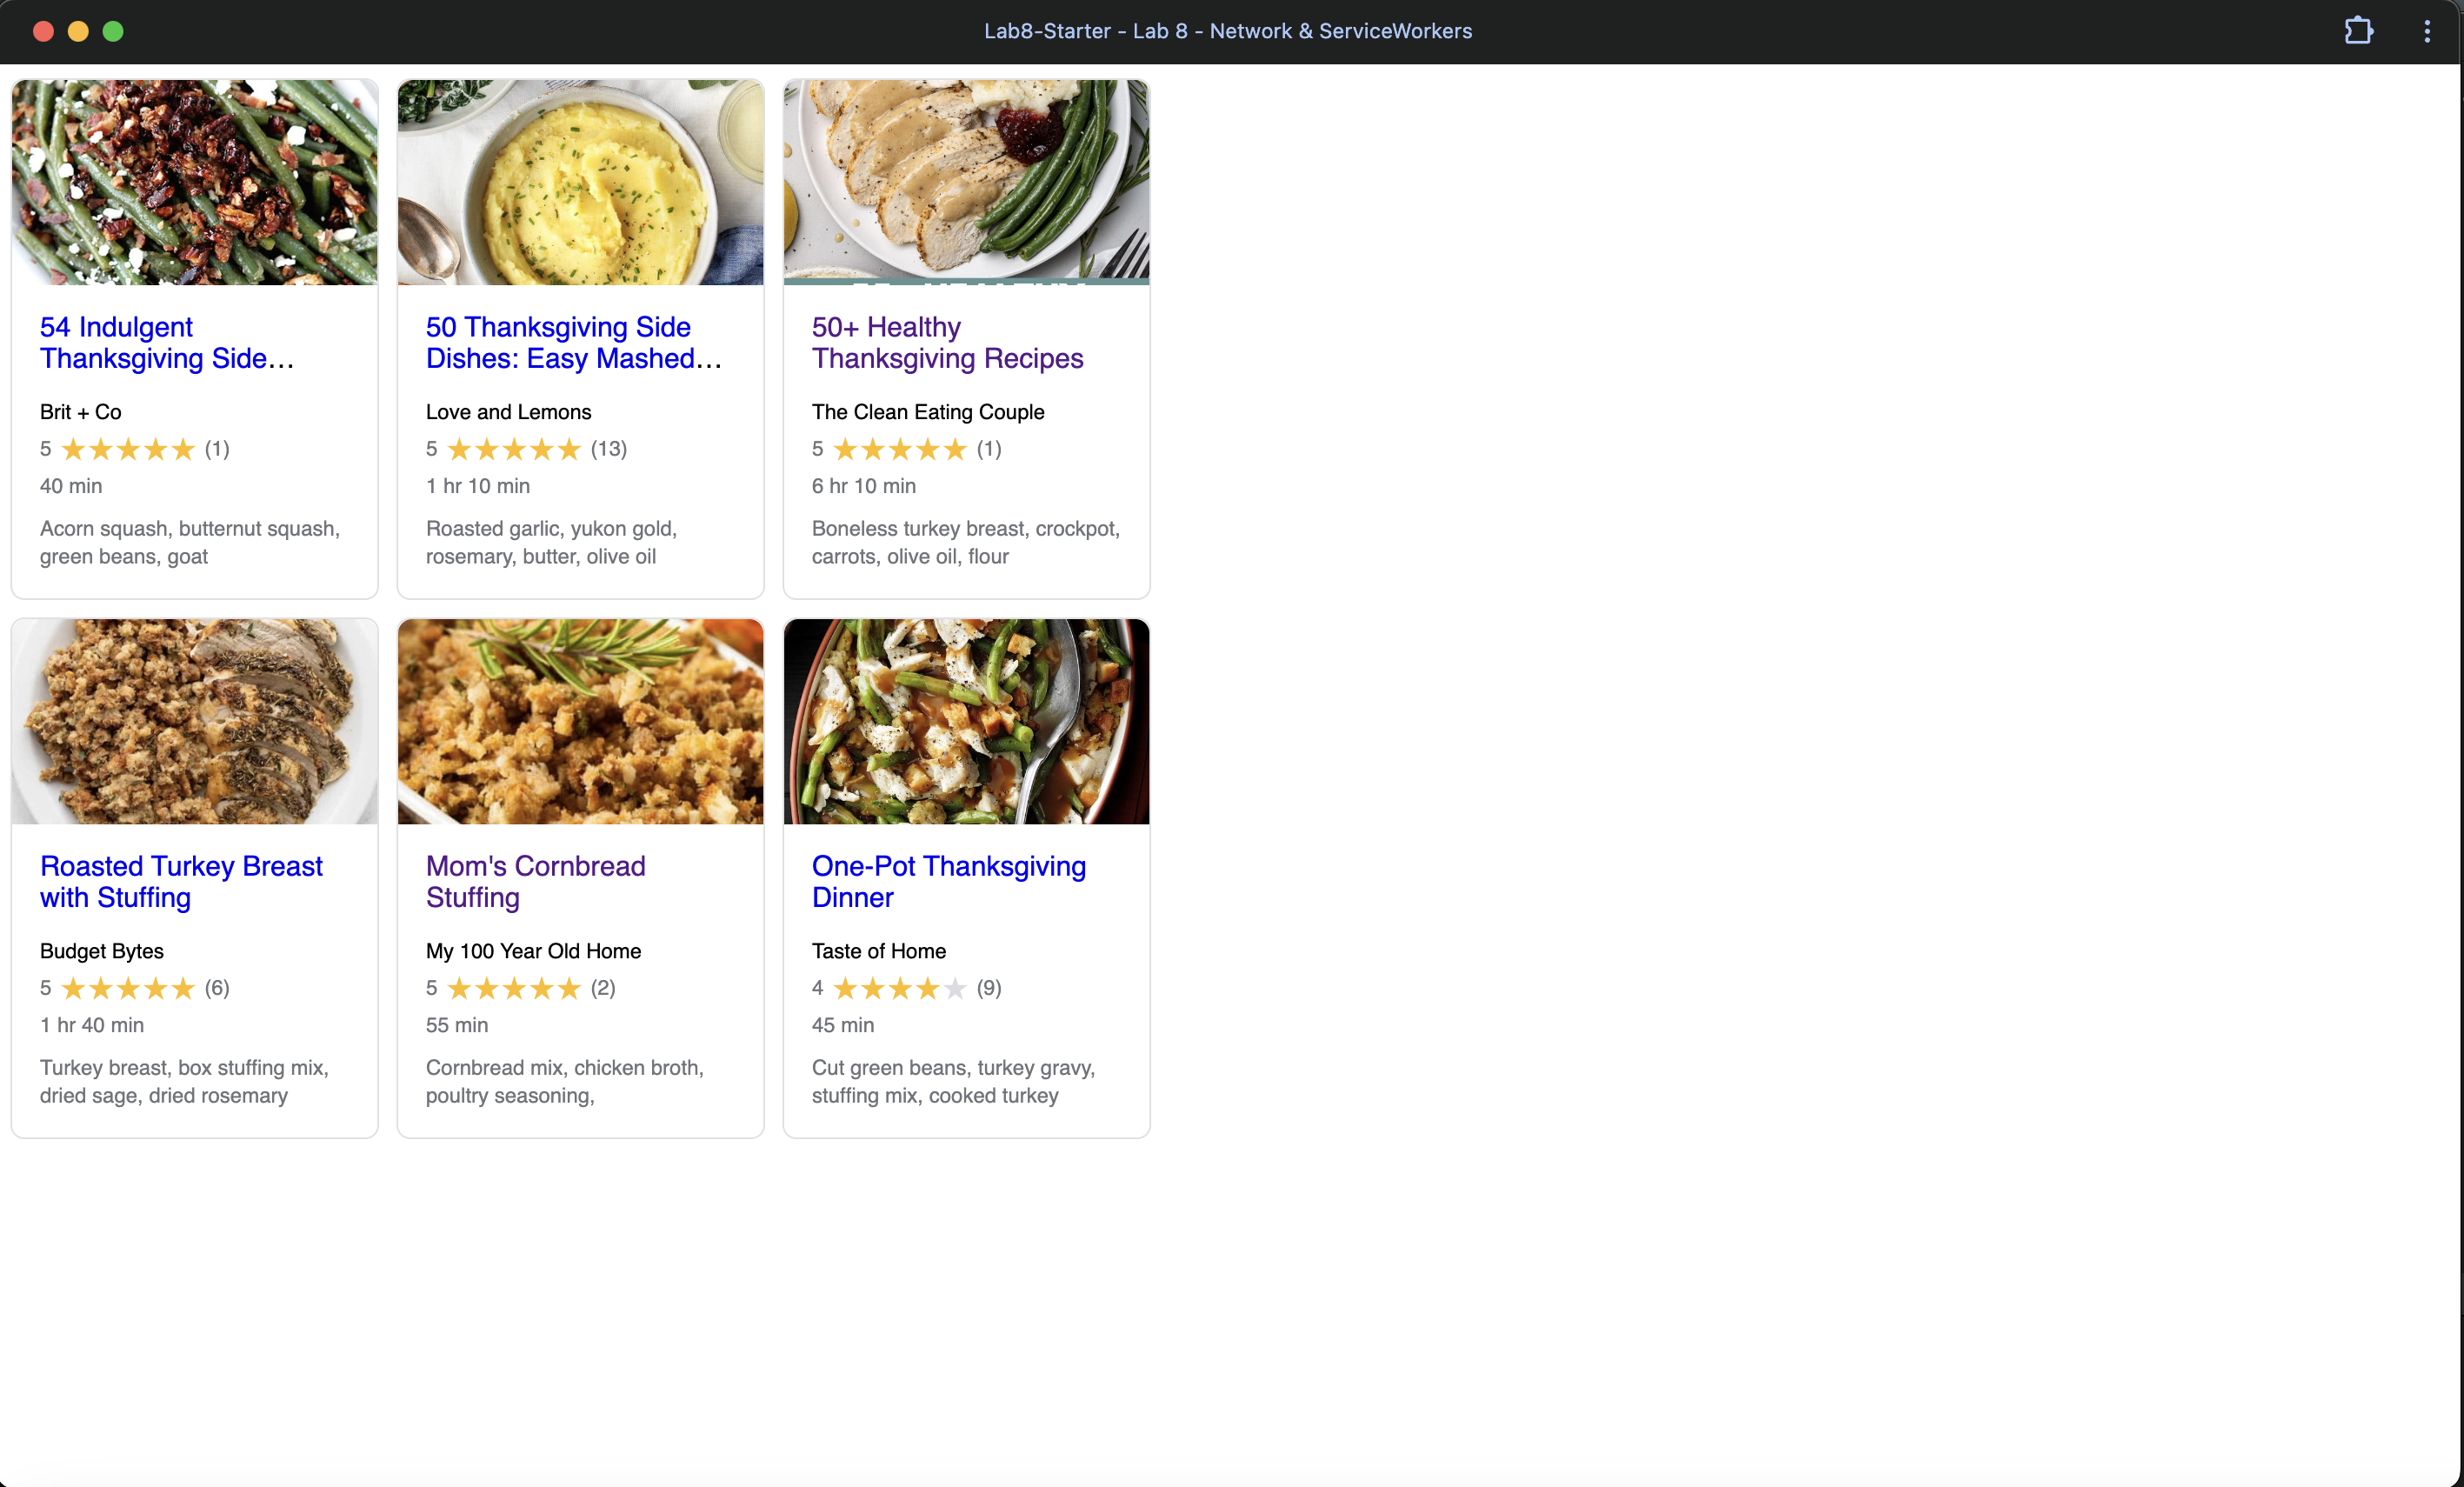 Lab8-Starter - Lab 8 - Network & ServiceWorkers
54 Indulgent
Thanksgiving Side...
Brit + Co
5 ★★★★★ (1)
40 min
Acorn squash, butternut squash,
green beans, goat
50 Thanksgiving Side
Dishes: Easy Mashed...
Love and Lemons
5 ★★★★★ (13)
1 hr 10 min
Roasted garlic, yukon gold,
rosemary, butter, olive oil
50+ Healthy
Thanksgiving Recipes
The Clean Eating Couple
5 ★★★★★ (1)
6 hr 10 min
Boneless turkey breast, crockpot,
carrots, olive oil, flour
Roasted Turkey Breast
with Stuffing
Budget Bytes
5 ★★★★★ (6)
1 hr 40 min
Turkey breast, box stuffing mix,
dried sage, dried rosemary
Mom's Cornbread
Stuffing
My 100 Year Old Home
5 ★★★★★ (2)
55 min
Cornbread mix, chicken broth,
poultry seasoning,
One-Pot Thanksgiving
Dinner
Taste of Home
4 ★★★★★ (9)
45 min
Cut green beans, turkey gravy,
stuffing mix, cooked turkey